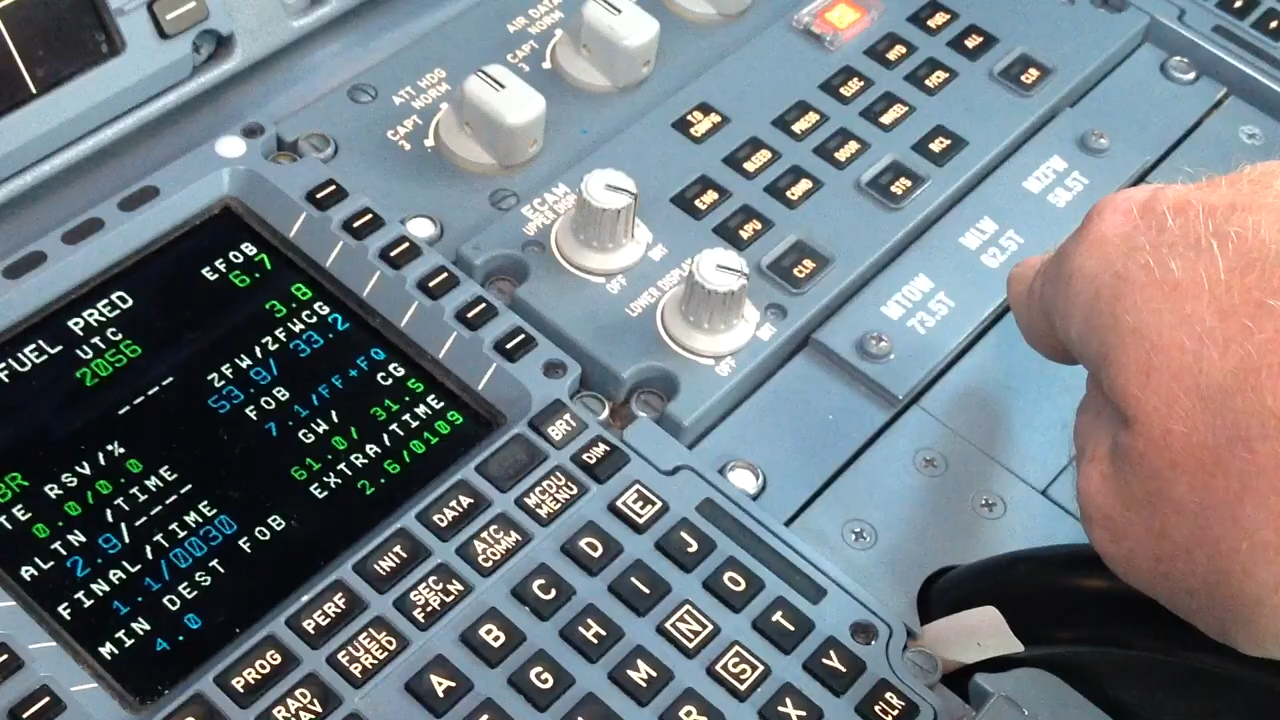 FUEL PRED
UTC
EFOB
2056
6.7
----
3.8
ZFW/ZFWCG
53.9/ 33.2
RSV/%
FOB
0.0/0.0
7.1/FF+FQ
ALTN /TIME
GW/ CG
2.9/----
61.0/ 31.5
FINAL/TIME
EXTRA/TIME
1.1/0030
2.6/0109
MIN DEST FOB
4.0
ATT HDG
NORM
CAPT
3
AIR DATA
NORM
CAPT
3
ECAM
UPPER DISPL
OFF
BRT
LOWER DISPLA
OFF
BRT
T.O
CONFIG
ENG
BLEED
PRESS
ELEC
HYD
FUEL
APU
COND
DOOR
WHEEL
F/CTL
ALL
CLR
STS
RCL
CLR
MTOW
73.5T
MLW
62.5T
MZFW
58.5T
BRT
DIM
DATA
MCDU
MENU
INIT
ATC
COMM
PERF
SEC
F-PLN
PROG
FUEL
PRED
RAD
NAV
A
B
C
D
E
G
H
I
J
M
N
O
S
T
X
Y
CLR